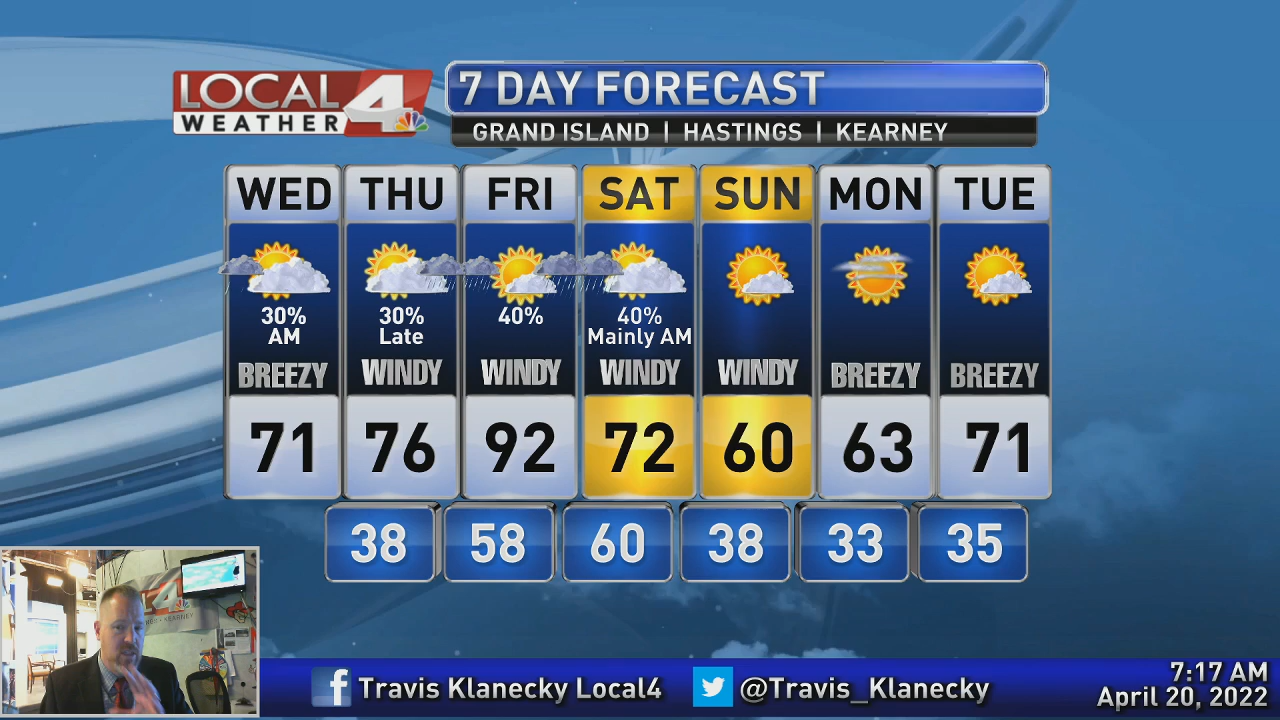 LOCAL 4
WEATHER
7 DAY FORECAST
GRAND ISLAND | HASTINGS | KEARNEY
WED THU FRI SAT SUN MON TUE
30% 30% 40% 40%
AM Late Mainly AM
BREEZY WINDY WINDY WINDY WINDY BREEZY BREEZY
71 76 92 72 60 63 71
38 58 60 38 33 35
4
KEARNEY
f Travis Klanecky Local4 @Travis_Klanecky
7:17 AM
April 20, 2022